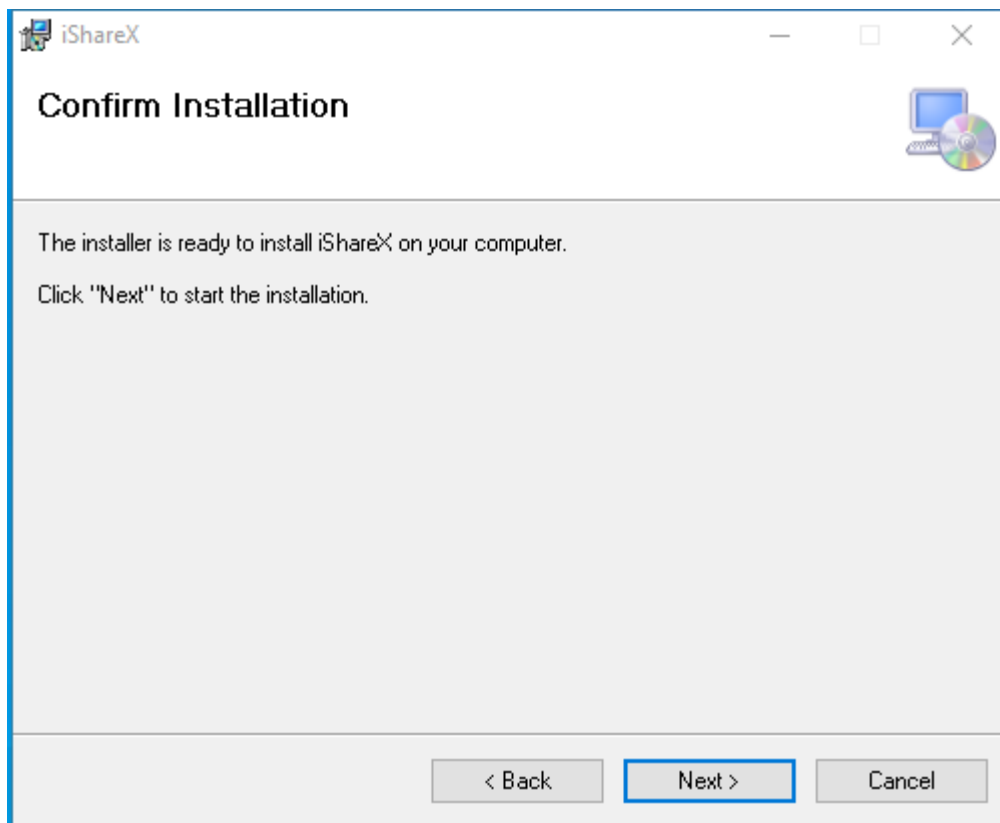 iShareX
Confirm Installation
The installer is ready to install iShareX on your computer.
Click "Next" to start the installation.
< Back
Next >
Cancel